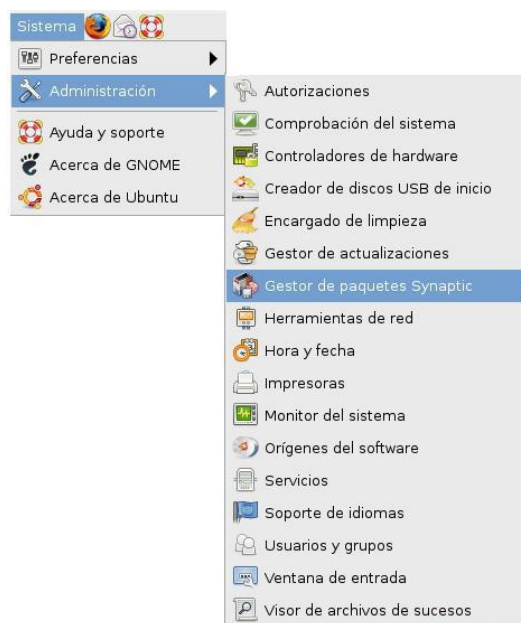 Sistema
Preferencias
Administración
Ayuda y soporte
Acerca de GNOME
Acerca de Ubuntu
Autorizaciones
Comprobación del sistema
Controladores de hardware
Creador de discos USB de inicio
Encargado de limpieza
Gestor de actualizaciones
Gestor de paquetes Synaptic
Herramientas de red
Hora y fecha
Impresoras
Monitor del sistema
Orígenes del software
Servicios
Soporte de idiomas
Usuarios y grupos
Ventana de entrada
Visor de archivos de sucesos